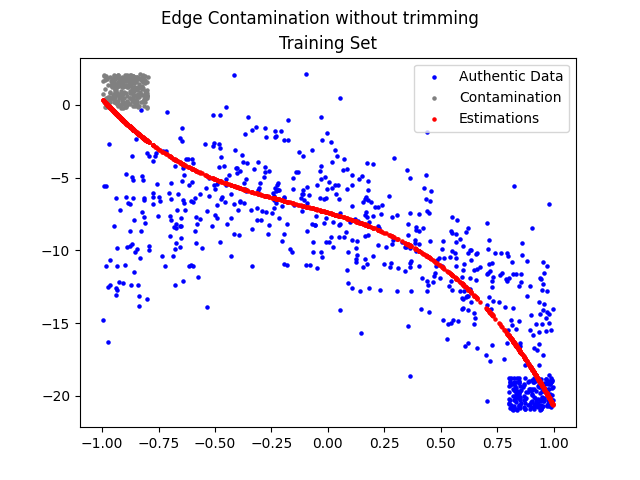 Edge Contamination without trimming
Training Set
Authentic Data
Contamination
Estimations
0
−5
−10
−15
−20
−1.00 −0.75 −0.50 −0.25 0.00 0.25 0.50 0.75 1.00